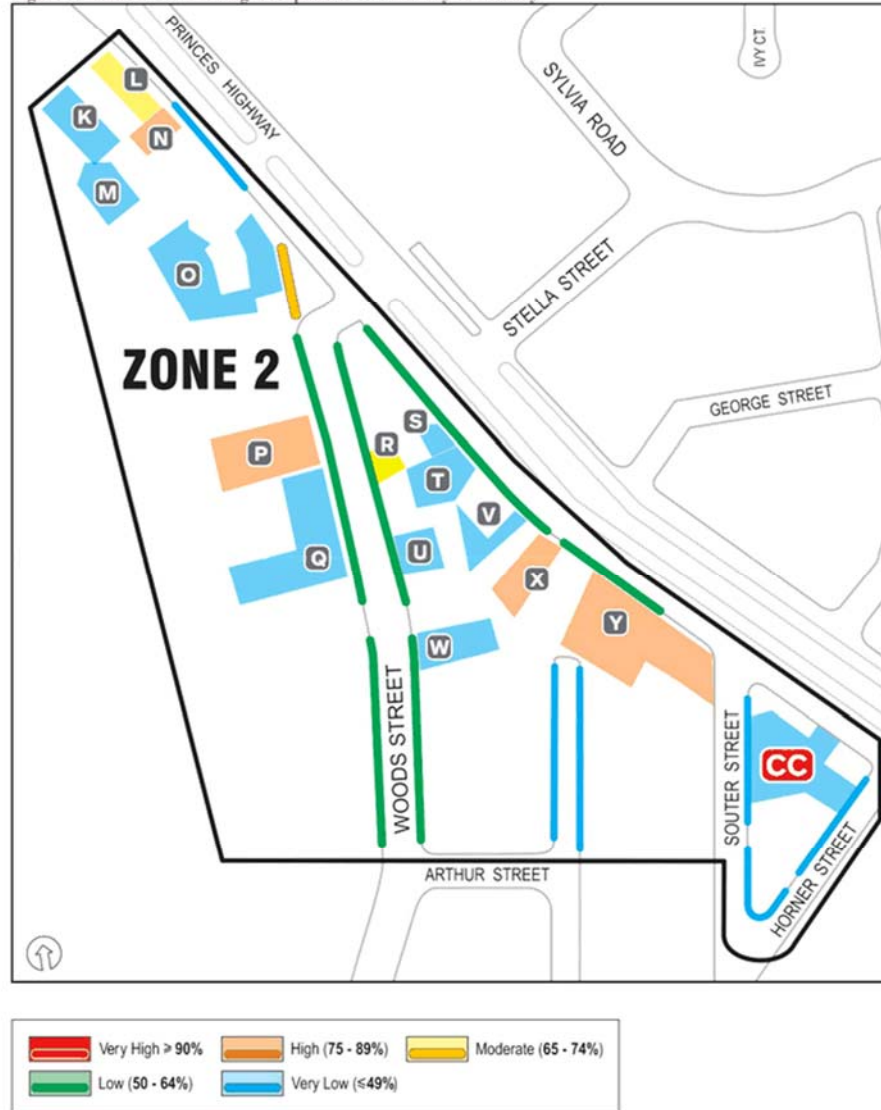 PRINCES HIGHWAY
IVY CT.
SYLVIA ROAD
L
K
N
M
STELLA STREET
O
ZONE 2
GEORGE STREET
S
R
P
T
V
Q
U
X
Y
W
WOODS STREET
SOUTER STREET
CC
HORNER STREET
ARTHUR STREET
Very High ≥ 90%
High (75 - 89%)
Moderate (65 - 74%)
Low (50 - 64%)
Very Low (≤49%)